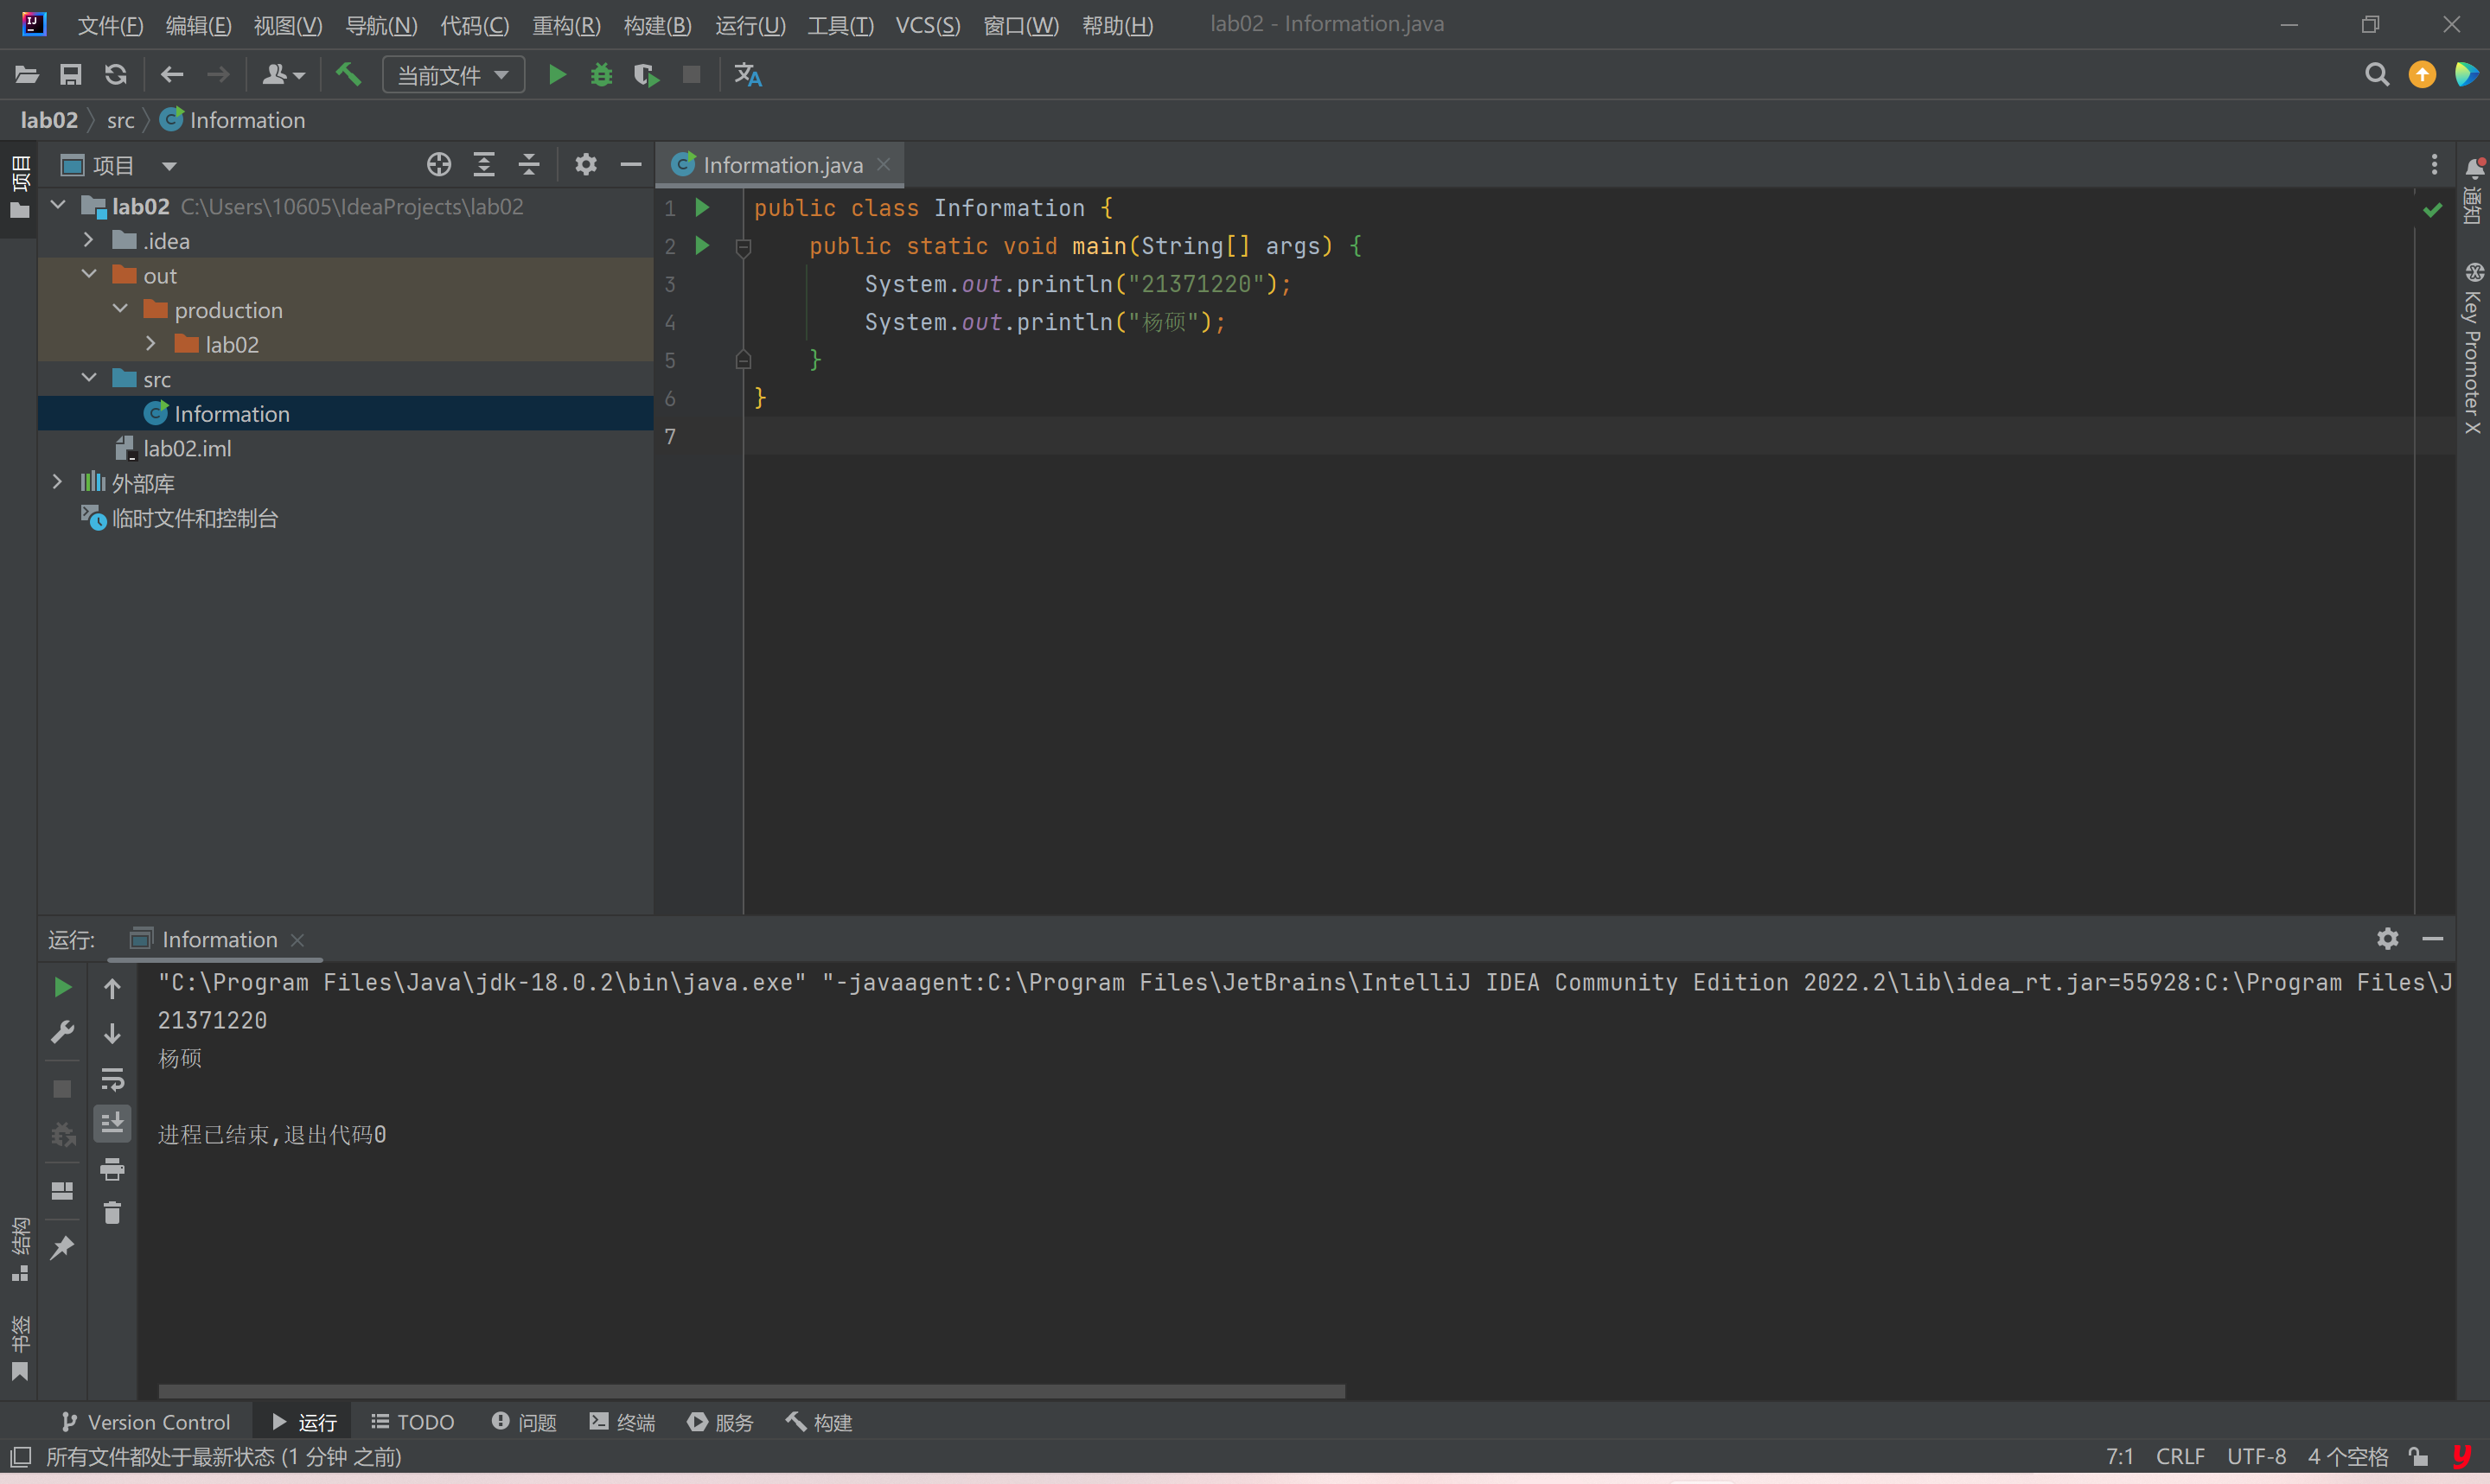 文件(F) 编辑(E) 视图(V) 导航(N) 代码(C) 重构(R) 构建(B) 运行(U) 工具(T) VCS(S) 窗口(W) 帮助(H) lab02 - Information.java
当前文件
lab02 src Information
项目
Information.java
lab02 C:\Users\10605\IdeaProjects\lab02
.idea
out
production
lab02
src
Information
lab02.iml
外部库
临时文件和控制台
1 public class Information {
2 public static void main(String[] args) {
3 System.out.println("21371220");
4 System.out.println("杨硕");
5 }
6 }
7
项目
通知
Key Promoter X
运行: Information
"C:\Program Files\Java\jdk-18.0.2\bin\java.exe" "-javaagent:C:\Program Files\JetBrains\IntelliJ IDEA Community Edition 2022.2\lib\idea_rt.jar=55928:C:\Program Files\J
21371220
杨硕
进程已结束,退出代码0
结构
书签
Version Control 运行 TODO 问题 终端 服务 构建
所有文件都处于最新状态 (1 分钟 之前) 7:1 CRLF UTF-8 4 个空格